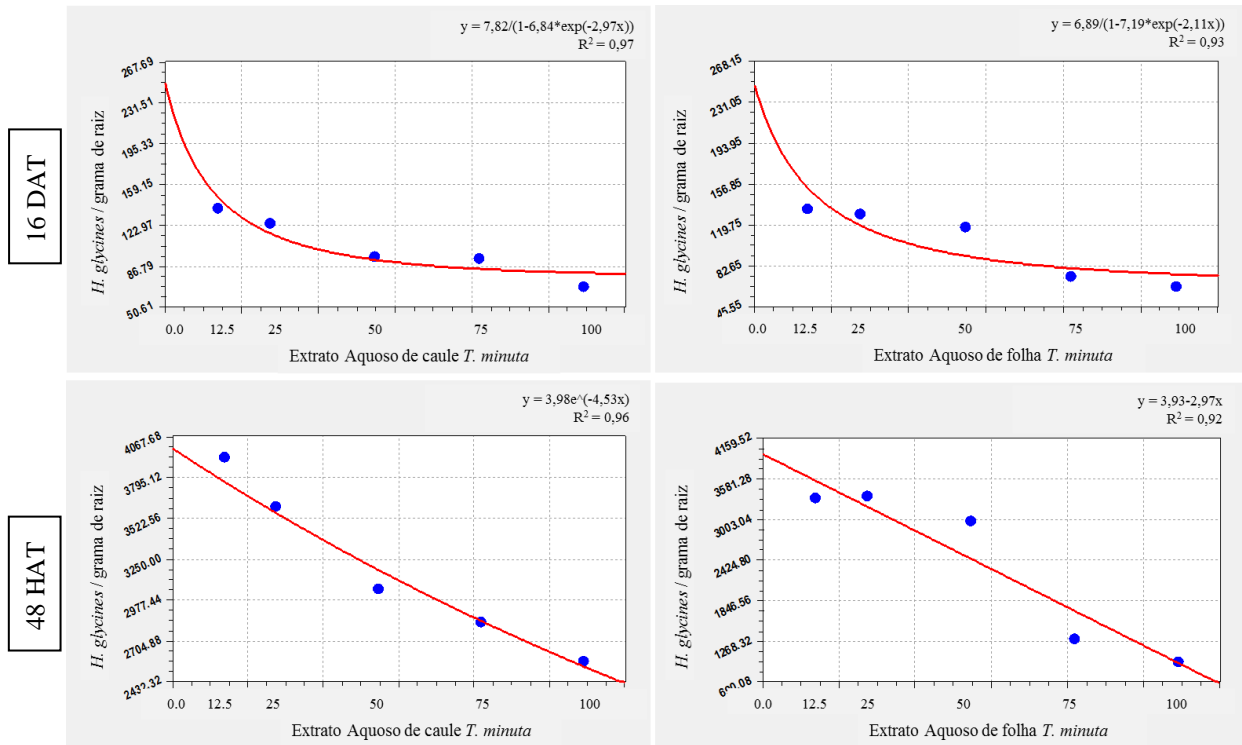 16 DAT
y = 7,82/(1-6,84*exp(-2,97x))
R² = 0,97
H. glycines / grama de raiz
267.69
231.51
195.33
159.15
122.97
86.79
50.61
0.0 12.5 25 50 75 100
Extrato Aquoso de caule T. minuta
y = 6,89/(1-7,19*exp(-2,11x))
R² = 0,93
H. glycines / grama de raiz
268.15
231.05
193.95
156.85
119.75
82.65
45.55
0.0 12.5 25 50 75 100
Extrato Aquoso de folha T. minuta
48 HAT
y = 3,98e^(-4,53x)
R² = 0,96
H. glycines / grama de raiz
4067.68
3795.12
3522.56
3250.00
2977.44
2704.88
2432.32
0.0 12.5 25 50 75 100
Extrato Aquoso de caule T. minuta
y = 3,93-2,97x
R² = 0,92
H. glycines / grama de raiz
4159.52
3581.28
3003.04
2424.80
1846.56
1268.32
0.0 12.5 25 50 75 100
Extrato Aquoso de folha T. minuta